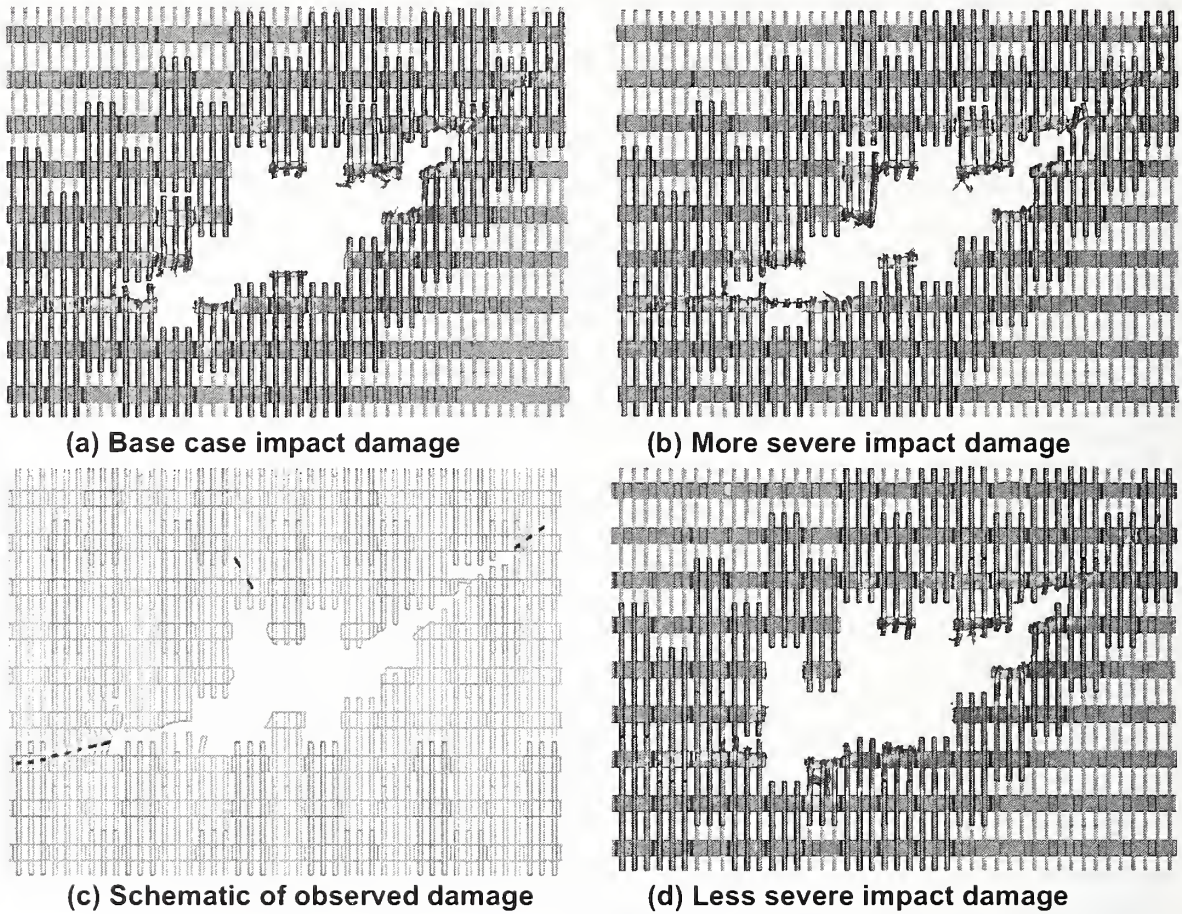 (a) Base case impact damage
(b) More severe impact damage
(c) Schematic of observed damage
(d) Less severe impact damage